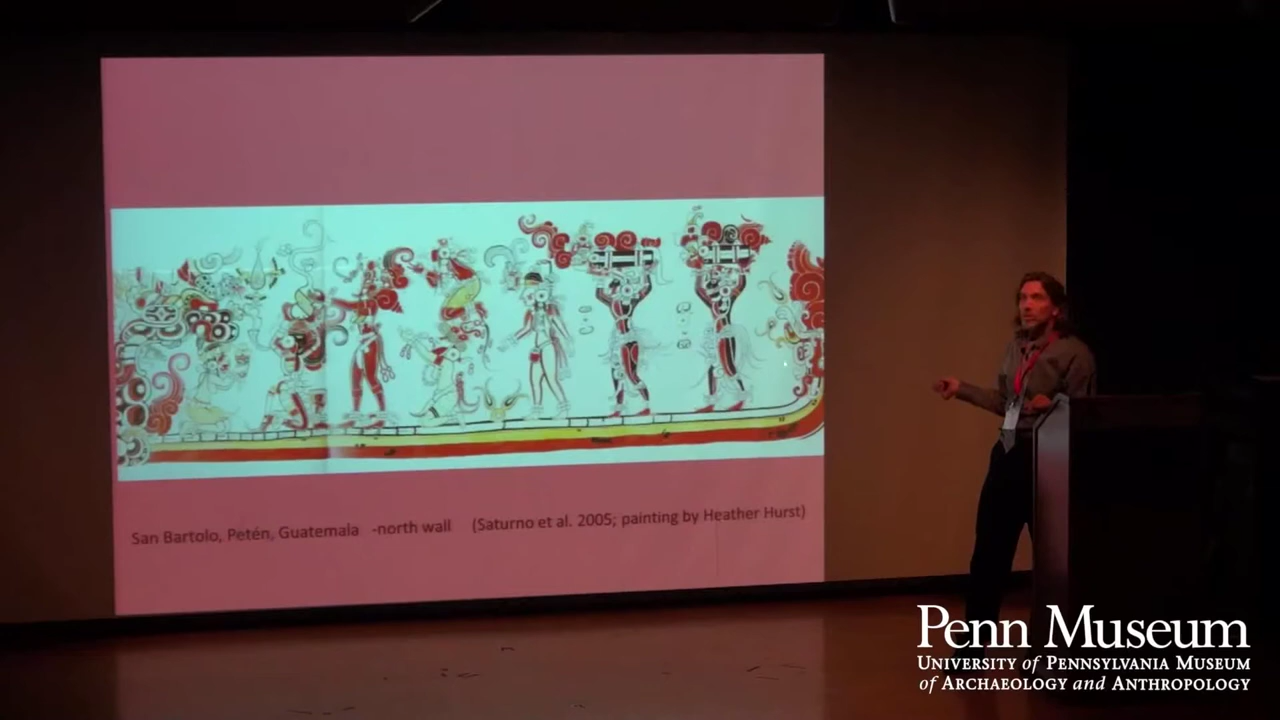 San Bartolo, Petén, Guatemala -north wall (Saturno et al. 2005; painting by Heather Hurst)
Penn Museum
UNIVERSITY of PENNSYLVANIA MUSEUM
of ARCHAEOLOGY and ANTHROPOLOGY